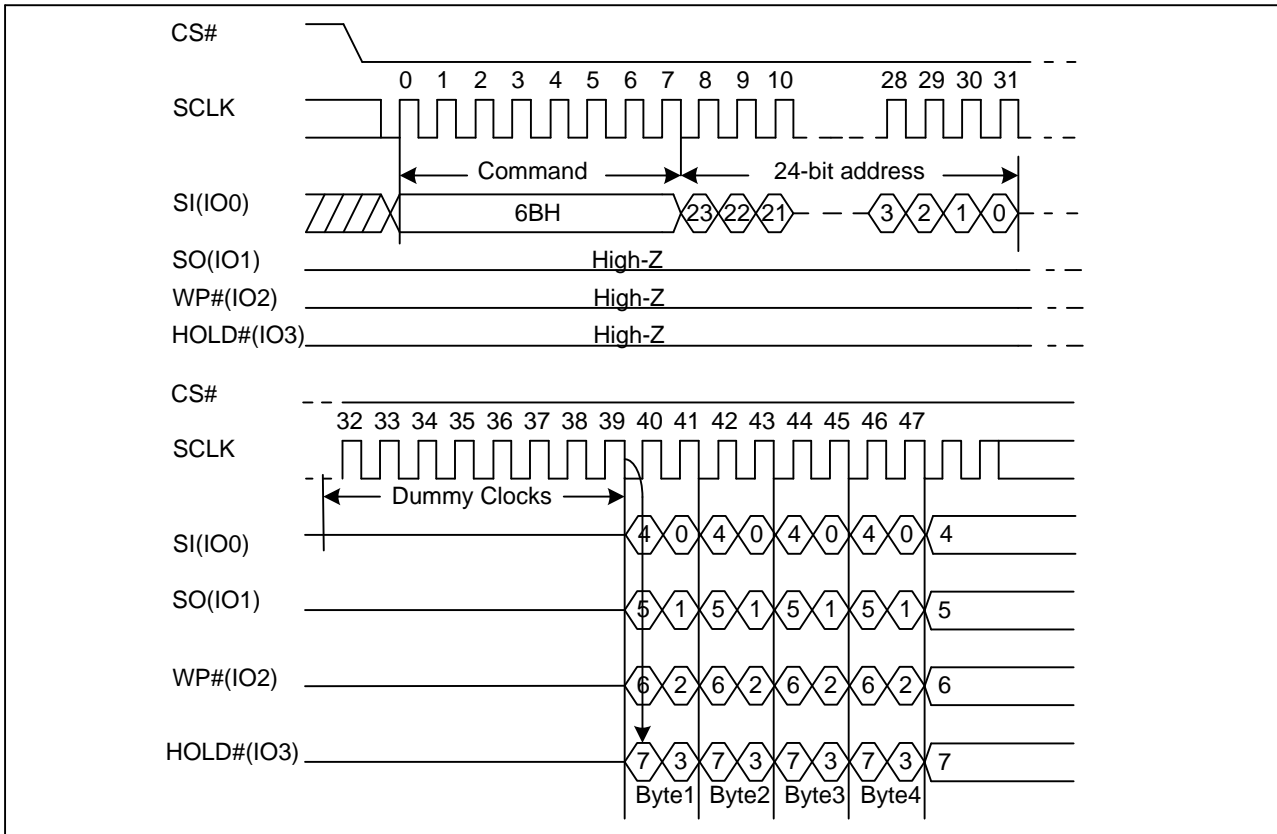 CS#
0 1 2 3 4 5 6 7 8 9 10 28 29 30 31
SCLK
Command 24-bit address
SI(IO0) 6BH 23 22 21 3 2 1 0
SO(IO1) High-Z
WP#(IO2) High-Z
HOLD#(IO3) High-Z
CS#
32 33 34 35 36 37 38 39 40 41 42 43 44 45 46 47
SCLK
Dummy Clocks
SI(IO0) 4 0 4 0 4 0 4 0 4
SO(IO1) 5 1 5 1 5 1 5 1 5
WP#(IO2) 6 2 6 2 6 2 6 2 6
HOLD#(IO3) 7 3 7 3 7 3 7 3 7
Byte1 Byte2 Byte3 Byte4